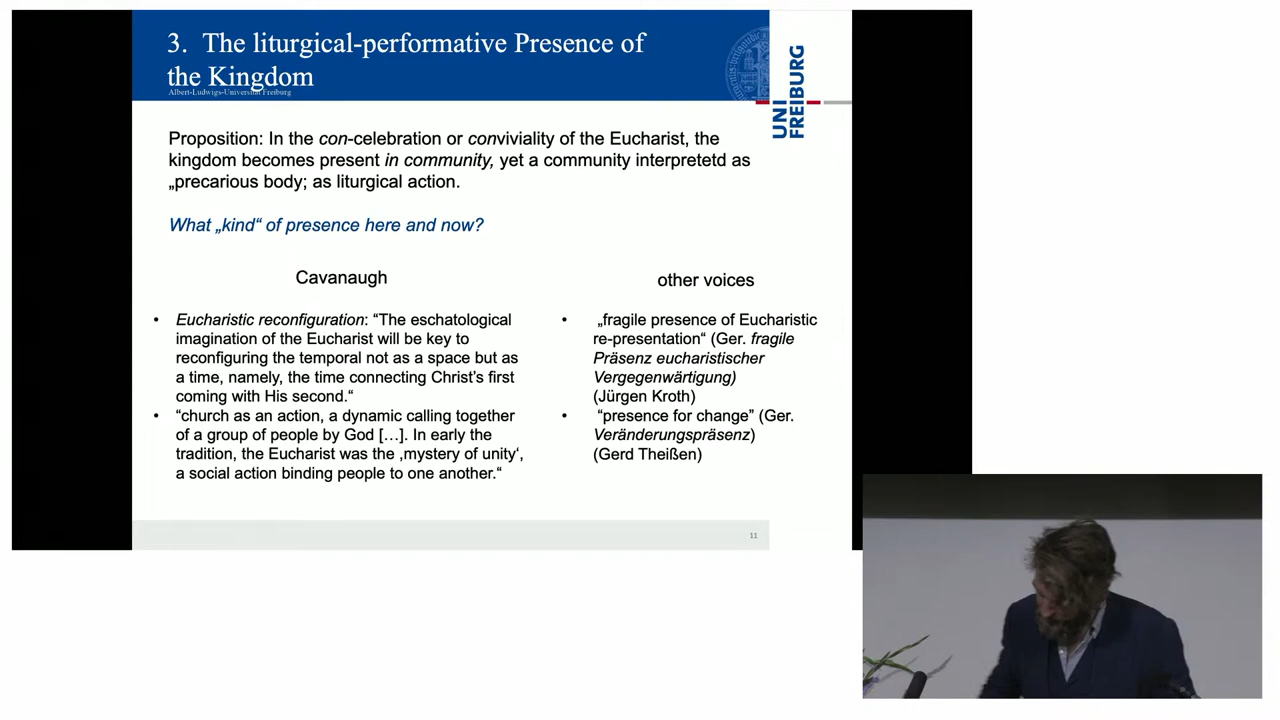 3. The liturgical-performative Presence of
the Kingdom
Albert-Ludwigs-Universität Freiburg
UNI
FREIBURG
Proposition: In the con-celebration or conviviality of the Eucharist, the
kingdom becomes present in community, yet a community interpretetd as
„precarious body; as liturgical action.
What „kind“ of presence here and now?
Cavanaugh
• Eucharistic reconfiguration: “The eschatological
imagination of the Eucharist will be key to
reconfiguring the temporal not as a space but as
a time, namely, the time connecting Christ’s first
coming with His second.“
• “church as an action, a dynamic calling together
of a group of people by God […]. In early the
tradition, the Eucharist was the ‚mystery of unity‘,
a social action binding people to one another.“
other voices
• „fragile presence of Eucharistic
re-presentation“ (Ger. fragile
Präsenz eucharistischer
Vergegenwärtigung)
(Jürgen Kroth)
• “presence for change” (Ger.
Veränderungspräsenz)
(Gerd Theißen)
11